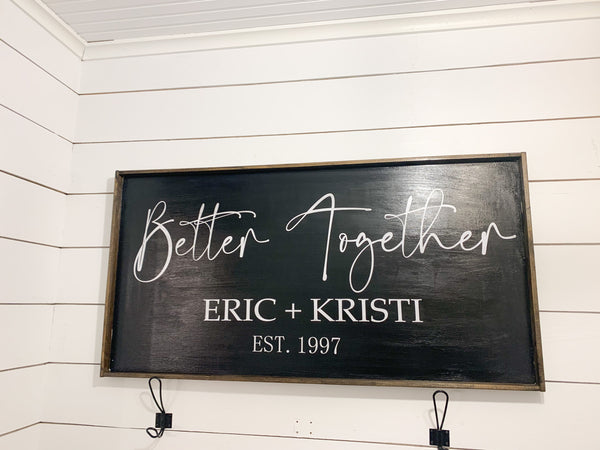 Better Together
ERIC + KRISTI
EST. 1997